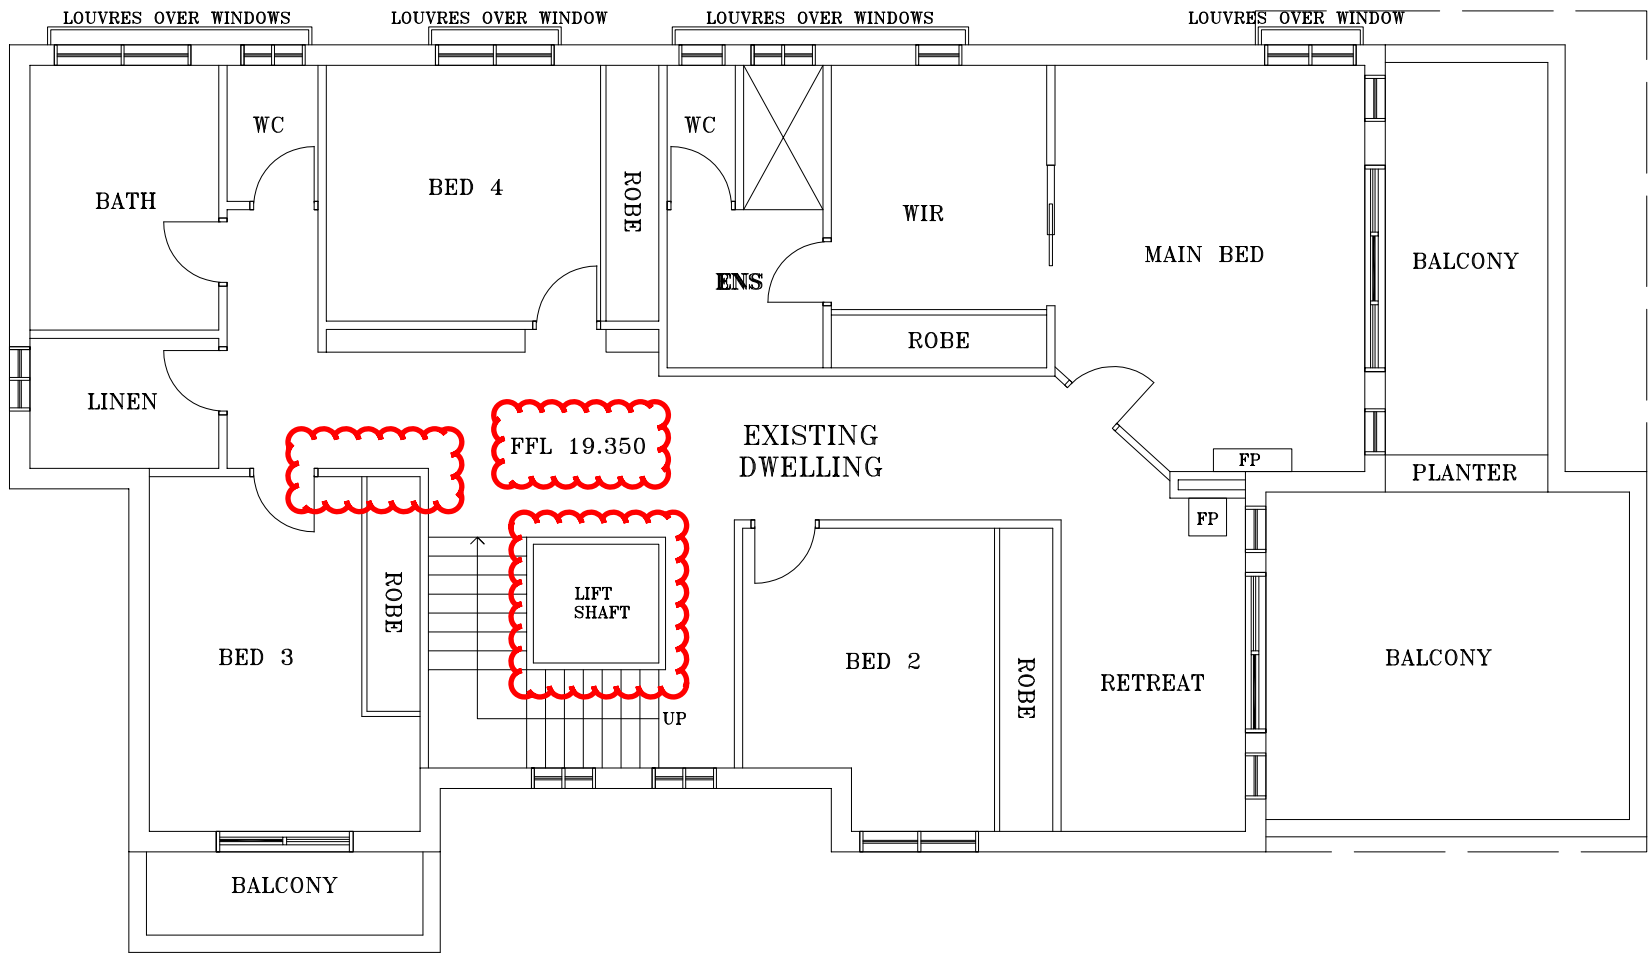 LOUVRES OVER WINDOWS
LOUVRES OVER WINDOW
LOUVRES OVER WINDOWS
LOUVRES OVER WINDOW
WC
WC
BATH
BED 4
ROBE
WIR
MAIN BED
BALCONY
ENS
ROBE
LINEN
FFL 19.350
EXISTING
DWELLING
FP
PLANTER
FP
LIFT
SHAFT
ROBE
BED 3
BED 2
ROBE
RETREAT
BALCONY
UP
BALCONY